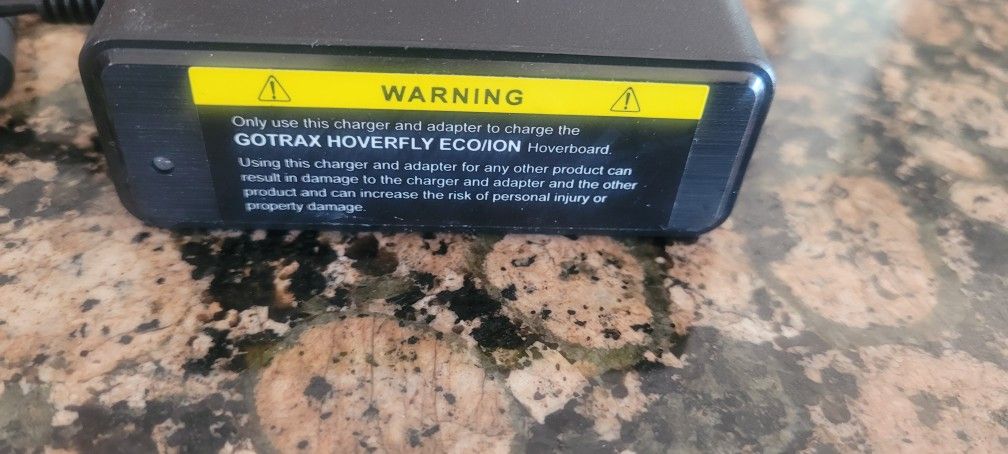 WARNING
Only use this charger and adapter to charge the
GOTRAX HOVERFLY ECO/ION Hoverboard.
Using this charger and adapter for any other product can
result in damage to the charger and adapter and the other
product and can increase the risk of personal injury or
property damage.